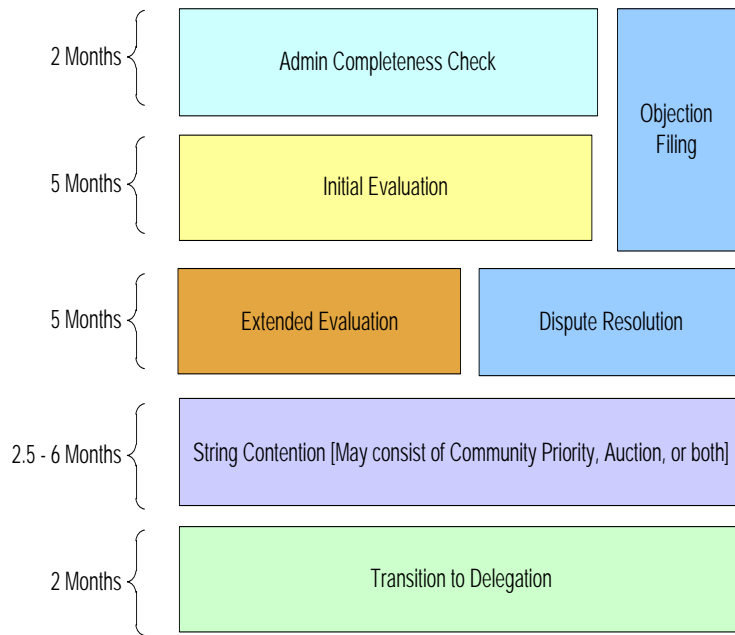 2 Months
Admin Completeness Check
Objection
Filing
5 Months
Initial Evaluation
5 Months
Extended Evaluation
Dispute Resolution
2.5 - 6 Months
String Contention [May consist of Community Priority, Auction, or both]
2 Months
Transition to Delegation